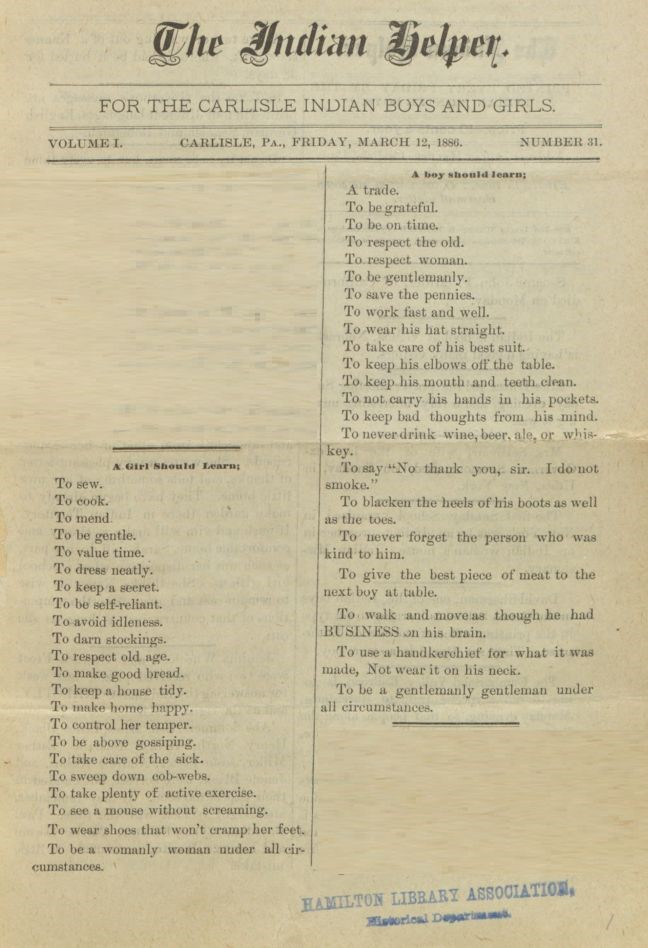 The Indian Helper.
FOR THE CARLISLE INDIAN BOYS AND GIRLS.
VOLUME I. CARLISLE, PA., FRIDAY, MARCH 12, 1886. NUMBER 31.
A Girl Should Learn;
To sew.
To cook.
To mend
To be gentle.
To value time.
To dress neatly.
To keep a secret.
To be self-reliant.
To avoid idleness.
To darn stockings.
To respect old age.
To make good bread.
To keep a house tidy.
To make home happy.
To control her temper.
To be above gossiping.
To take care of the sick.
To sweep down cob-webs.
To take plenty of active exercise.
To see a mouse without screaming.
To wear shoes that won't cramp her feet.
To be a womanly woman under all cir-
cumstances.
A boy should learn;
A trade.
To be grateful.
To be on time.
To respect the old.
To respect woman.
To be gentlemanly.
To save the pennies.
To work fast and well.
To wear his hat straight.
To take care of his best suit.
To keep his elbows off the table.
To keep his mouth and teeth clean.
To not carry his hands in his pockets.
To keep bad thoughts from his mind.
To never drink wine, beer, ale, or whis-
key.
To say "No thank you, sir. I do not
smoke."
To blacken the heels of his boots as well
as the toes.
To never forget the person who was
kind to him.
To give the best piece of meat to the
next boy at table.
To walk and move as though he had
BUSINESS on his brain.
To use a handkerchief for what it was
made, Not wear it on his neck.
To be a gentlemanly gentleman under
all circumstances.
HAMILTON LIBRARY ASSOCIATION,
Historical Department.